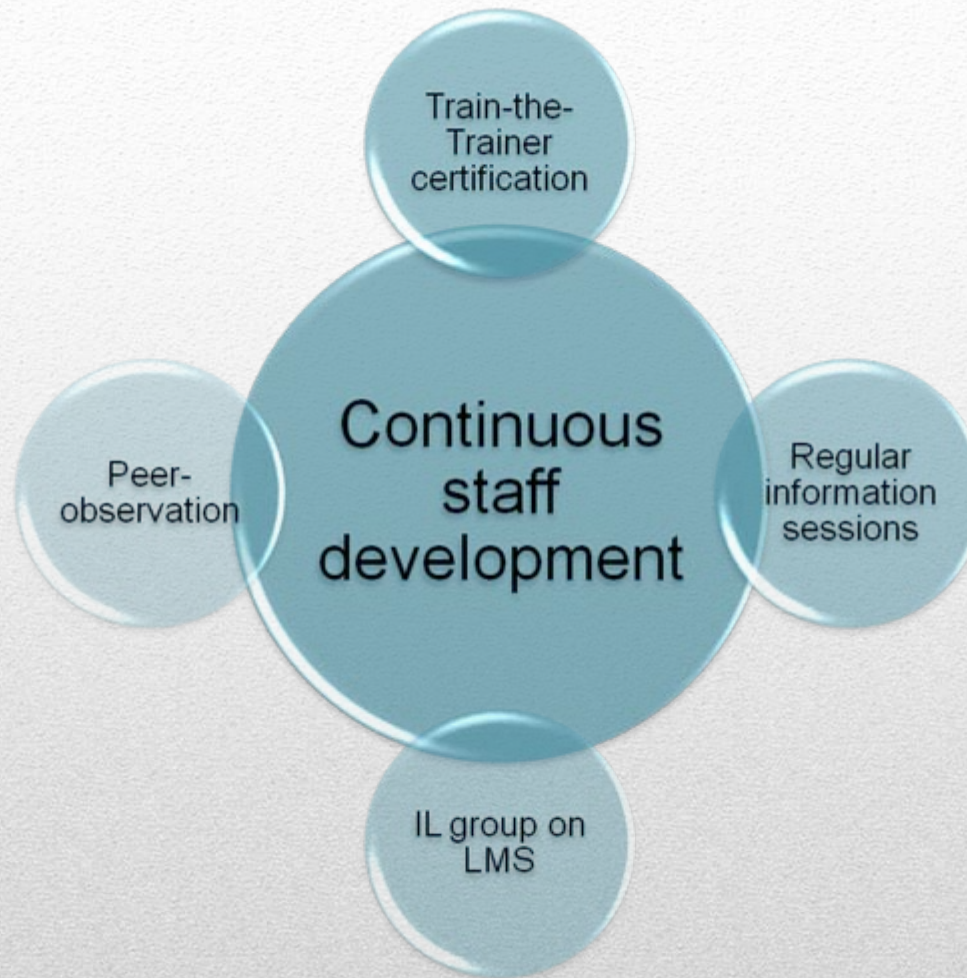 Train-the-
Trainer
certification
Continuous
staff
development
Peer-
observation
Regular
information
sessions
IL group on
LMS